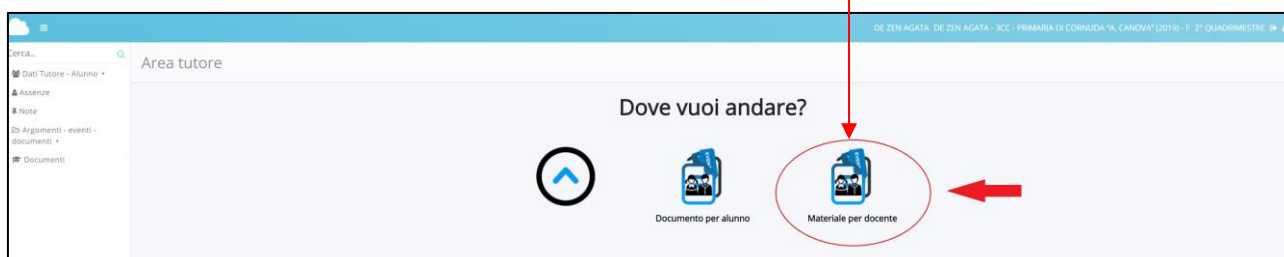 DE ZEN AGATA DE ZEN AGATA - 3CC - PRIMARIA DI CORNUDA "A. CANOVA" (2019) - F 2° QUADRIMESTRE
Cerca..
Area tutore
Dati Tutore - Alunno
Assenze
Note
Argomenti - eventi -
documenti
Documenti
Dove vuoi andare?
Documento per alunno
Materiale per docente